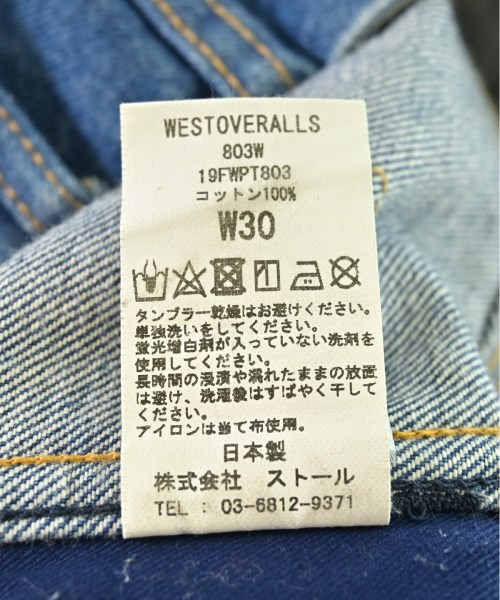 WESTOVERALLS
803W
19FWPT803
コットン100%
W30
タンブラー乾燥はお避けください。
単独洗いをしてください。
蛍光増白剤が入っていない洗剤を
使用してください。
長時間の浸漬や濡れたままの放置
は避け、洗濯後はすばやく干して
ください。
アイロンは当て布使用。
日本製
株式会社 ストール
TEL : 03-6812-9371